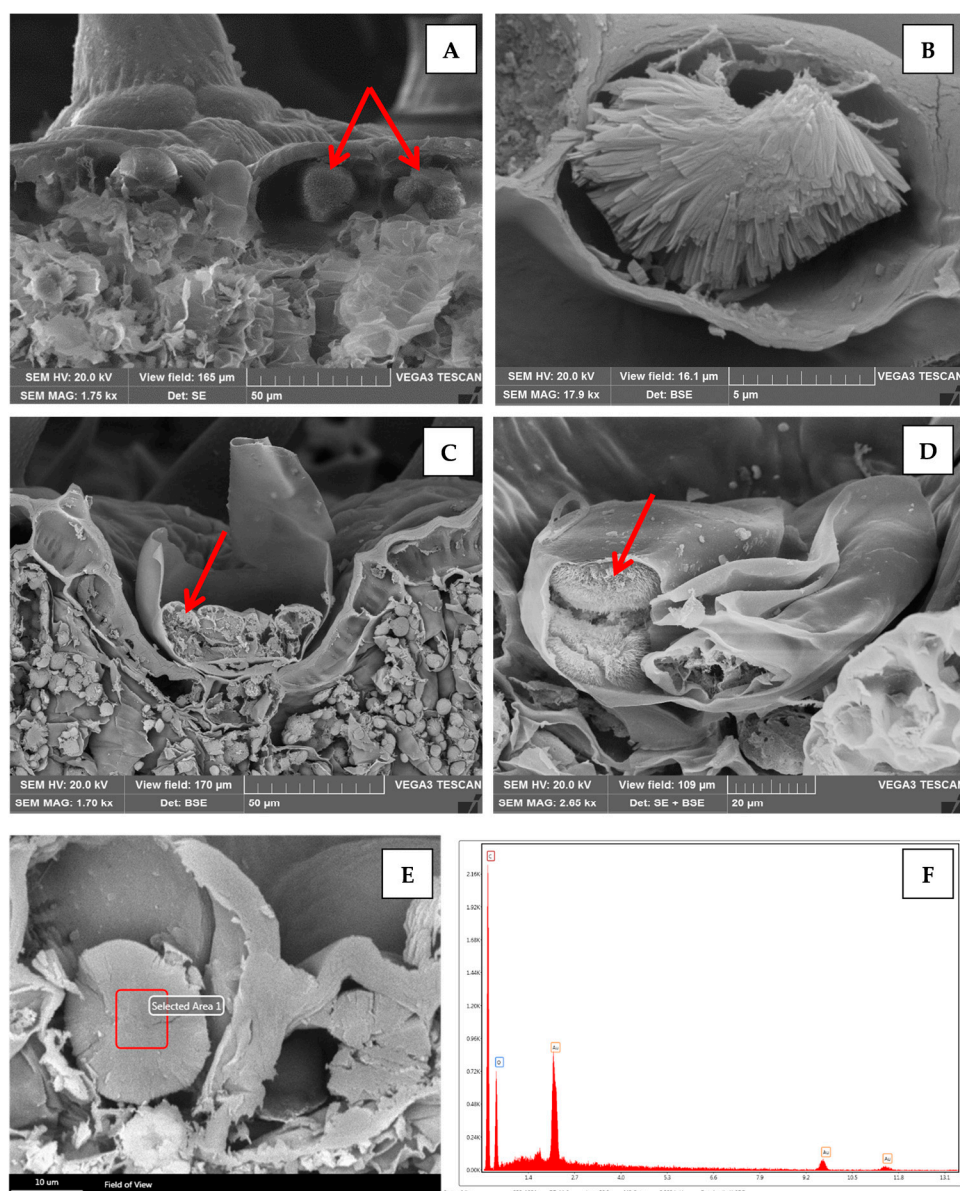 A
SEM HV: 20.0 kV View field: 165 µm VEGA3 TESCAN
SEM MAG: 1.75 kx Det: SE 50 µm
B
SEM HV: 20.0 kV View field: 16.1 µm VEGA3 TESCAN
SEM MAG: 17.9 kx Det: BSE 5 µm
C
SEM HV: 20.0 kV View field: 170 µm VEGA3 TESCAN
SEM MAG: 1.70 kx Det: BSE 50 µm
D
SEM HV: 20.0 kV View field: 109 µm VEGA3 TESCAN
SEM MAG: 2.65 kx Det: SE + BSE 20 µm
E
Selected Area 1
10 um Field of View
F
C
2.16K
1.92K
1.68K
1.44K
1.20K
0.96K
0.72K
0.48K
0.24K
0.00K
O
Au
Au
Au
1.4 2.7 4.0 5.3 6.6 7.9 9.2 10.5 11.8 13.1